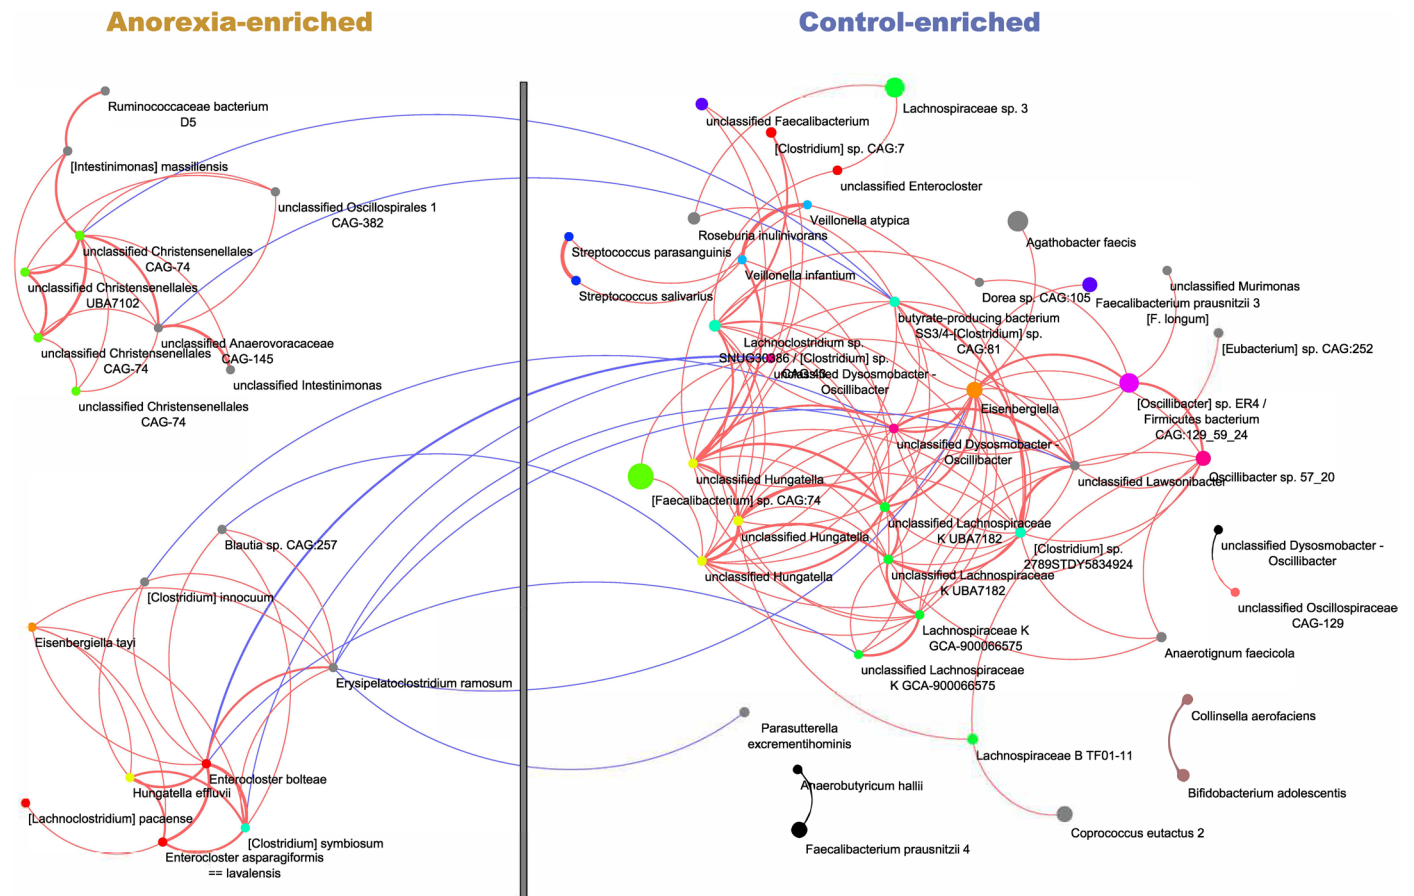 Anorexia-enriched
Control-enriched
Ruminococcaceae bacterium
D5
[Intestinimonas] massiliensis
unclassified Oscillospirales 1
CAG-382
unclassified Christensenellales
CAG-74
unclassified Christensenellales
UBA7102
unclassified Christensenellales
CAG-74
unclassified Anaerovoracaceae
CAG-145
unclassified Intestinimonas
unclassified Christensenellales
CAG-74
Blautia sp. CAG:257
[Clostridium] innocuum
Eisenbergiella tayi
Erysipelatoclostridium ramosum
Enterocloster bolteae
Hungatella effluvii
[Lachnoclostridium] pacaense
[Clostridium] symbiosum
Enterocloster asparagiformis
== lavalensis
Lachnospiraceae sp. 3
unclassified Faecalibacterium
[Clostridium] sp. CAG:7
unclassified Enterocloster
Veillonella atypica
Roseburia inulinivorans
Agathobacter faecis
Streptococcus parasanguinis
Veillonella infantium
Streptococcus salivarius
Dorea sp. CAG:105
unclassified Murimonas
Faecalibacterium prausnitzii 3
[F. longum]
butyrate-producing bacterium
SS3/4-[Clostridium] sp.
CAG:81
[Eubacterium] sp. CAG:252
Lachnoclostridium sp.
SNUG30386 / [Clostridium] sp.
CAG:43
unclassified Dysosmobacter -
Oscillibacter
Eisenbergiella
[Oscillibacter] sp. ER4 /
Firmicutes bacterium
CAG:129_59_24
unclassified Dysosmobacter -
Oscillibacter
unclassified Hungatella
unclassified Lawsonibacter
Oscillibacter sp. 57_20
[Faecalibacterium] sp. CAG:74
unclassified Hungatella
unclassified Lachnospiraceae
K UBA7182
[Clostridium] sp.
2789STDY5834924
unclassified Dysosmobacter -
Oscillibacter
unclassified Hungatella
unclassified Lachnospiraceae
K UBA7182
unclassified Oscillospiraceae
CAG-129
Lachnospiraceae K
GCA-900066575
Anaerotignum faecicola
unclassified Lachnospiraceae
K GCA-900066575
Collinsella aerofaciens
Parasutterella
excrementihominis
Lachnospiraceae B TF01-11
Anaerobutyricum hallii
Bifidobacterium adolescentis
Coprococcus eutactus 2
Faecalibacterium prausnitzii 4